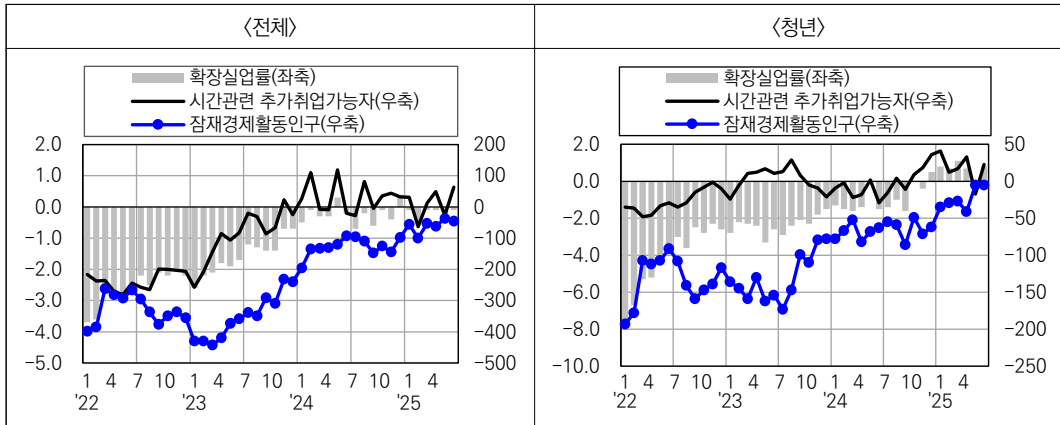 〈전체〉
확장실업률(좌축)
시간관련 추가취업가능자(우축)
잠재경제활동인구(우축)
2.0 200
1.0 100
0.0 0
−1.0 −100
−2.0 −200
−3.0 −300
−4.0 −400
−5.0 −500
1 4 7 10 1 4 7 10 1 4 7 10 1 4
'22 '23 '24 '25
〈청년〉
확장실업률(좌축)
시간관련 추가취업가능자(우축)
잠재경제활동인구(우축)
2.0 50
0.0 0
−2.0 −50
−4.0 −100
−6.0 −150
−8.0 −200
−10.0 −250
1 4 7 10 1 4 7 10 1 4 7 10 1 4
'22 '23 '24 '25